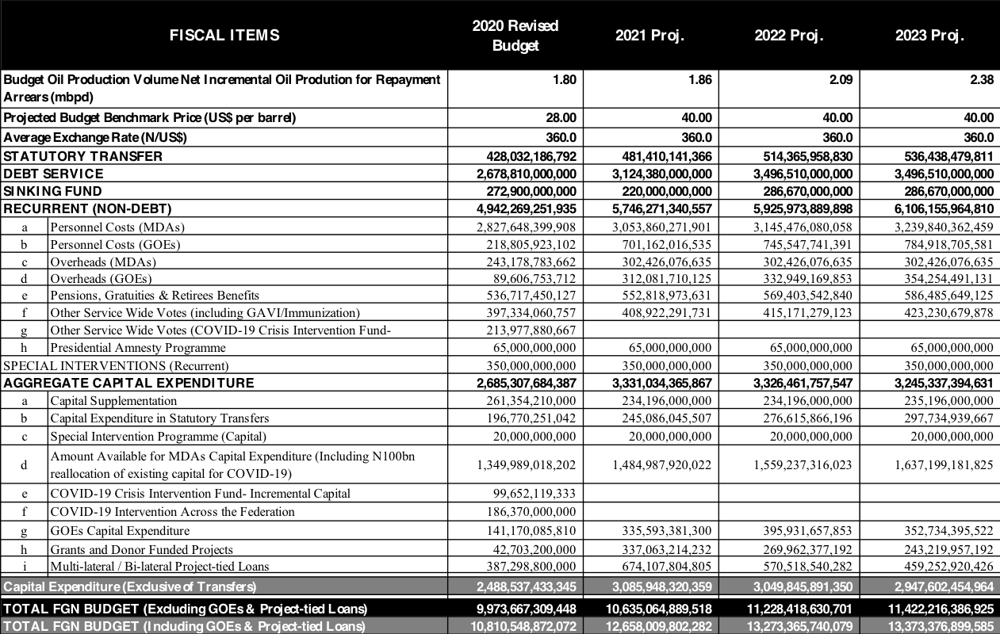 FISCAL ITEMS 2020 Revised Budget 2021 Proj. 2022 Proj. 2023 Proj.
Budget Oil Production Volume Net Incremental Oil Prodution for Repayment Arrears (mbpd) 1.80 1.86 2.09 2.38
Projected Budget Benchmark Price (US$ per barrel) 28.00 40.00 40.00 40.00
Average Exchange Rate (N/US$) 360.0 360.0 360.0 360.0
STATUTORY TRANSFER 428,032,186,792 481,410,141,366 514,365,958,830 536,438,479,811
DEBT SERVICE 2,678,810,000,000 3,124,380,000,000 3,496,510,000,000 3,496,510,000,000
SINKING FUND 272,900,000,000 220,000,000,000 286,670,000,000 286,670,000,000
RECURRENT (NON-DEBT) 4,942,269,251,935 5,746,271,340,557 5,925,973,889,898 6,106,155,964,810
a Personnel Costs (MDAs) 2,827,648,399,908 3,053,860,271,901 3,145,476,080,058 3,239,840,362,459
b Personnel Costs (GOEs) 218,805,923,102 701,162,016,535 745,547,741,391 784,918,705,581
c Overheads (MDAs) 243,178,783,662 302,426,076,635 302,426,076,635 302,426,076,635
d Overheads (GOEs) 89,606,753,712 312,081,710,125 332,949,169,853 354,254,491,131
e Pensions, Gratuities & Retirees Benefits 536,717,450,127 552,818,973,631 569,403,542,840 586,485,649,125
f Other Service Wide Votes (including GAVI/Immunization) 397,334,060,757 408,922,291,731 415,171,279,123 423,230,679,878
g Other Service Wide Votes (COVID-19 Crisis Intervention Fund- 213,977,880,667
h Presidential Amnesty Programme 65,000,000,000 65,000,000,000 65,000,000,000 65,000,000,000
SPECIAL INTERVENTIONS (Recurrent) 350,000,000,000 350,000,000,000 350,000,000,000 350,000,000,000
AGGREGATE CAPITAL EXPENDITURE 2,685,307,684,387 3,331,034,365,867 3,326,461,757,547 3,245,337,394,631
a Capital Supplementation 261,354,210,000 234,196,000,000 234,196,000,000 235,196,000,000
b Capital Expenditure in Statutory Transfers 196,770,251,042 245,086,045,507 276,615,866,196 297,734,939,667
c Special Intervention Programme (Capital) 20,000,000,000 20,000,000,000 20,000,000,000 20,000,000,000
d Amount Available for MDAs Capital Expenditure (Including N100bn reallocation of existing capital for COVID-19) 1,349,989,018,202 1,484,987,920,022 1,559,237,316,023 1,637,199,181,825
e COVID-19 Crisis Intervention Fund- Incremental Capital 99,652,119,333
f COVID-19 Intervention Across the Federation 186,370,000,000
g GOEs Capital Expenditure 141,170,085,810 335,593,381,300 395,931,657,853 352,734,395,522
h Grants and Donor Funded Projects 42,703,200,000 337,063,214,232 269,962,377,192 243,219,957,192
i Multi-lateral / Bi-lateral Project-tied Loans 387,298,800,000 674,107,804,805 570,518,540,282 459,252,920,426
Capital Expenditure (Exclusive of Transfers) 2,488,537,433,345 3,085,948,320,359 3,049,845,891,350 2,947,602,454,964
TOTAL FGN BUDGET (Excluding GOEs & Project-tied Loans) 9,973,667,309,448 10,635,064,889,518 11,228,418,630,701 11,422,216,386,925
TOTAL FGN BUDGET (Including GOEs & Project-tied Loans) 10,810,548,872,072 12,658,009,802,282 13,273,365,740,079 13,373,376,899,585